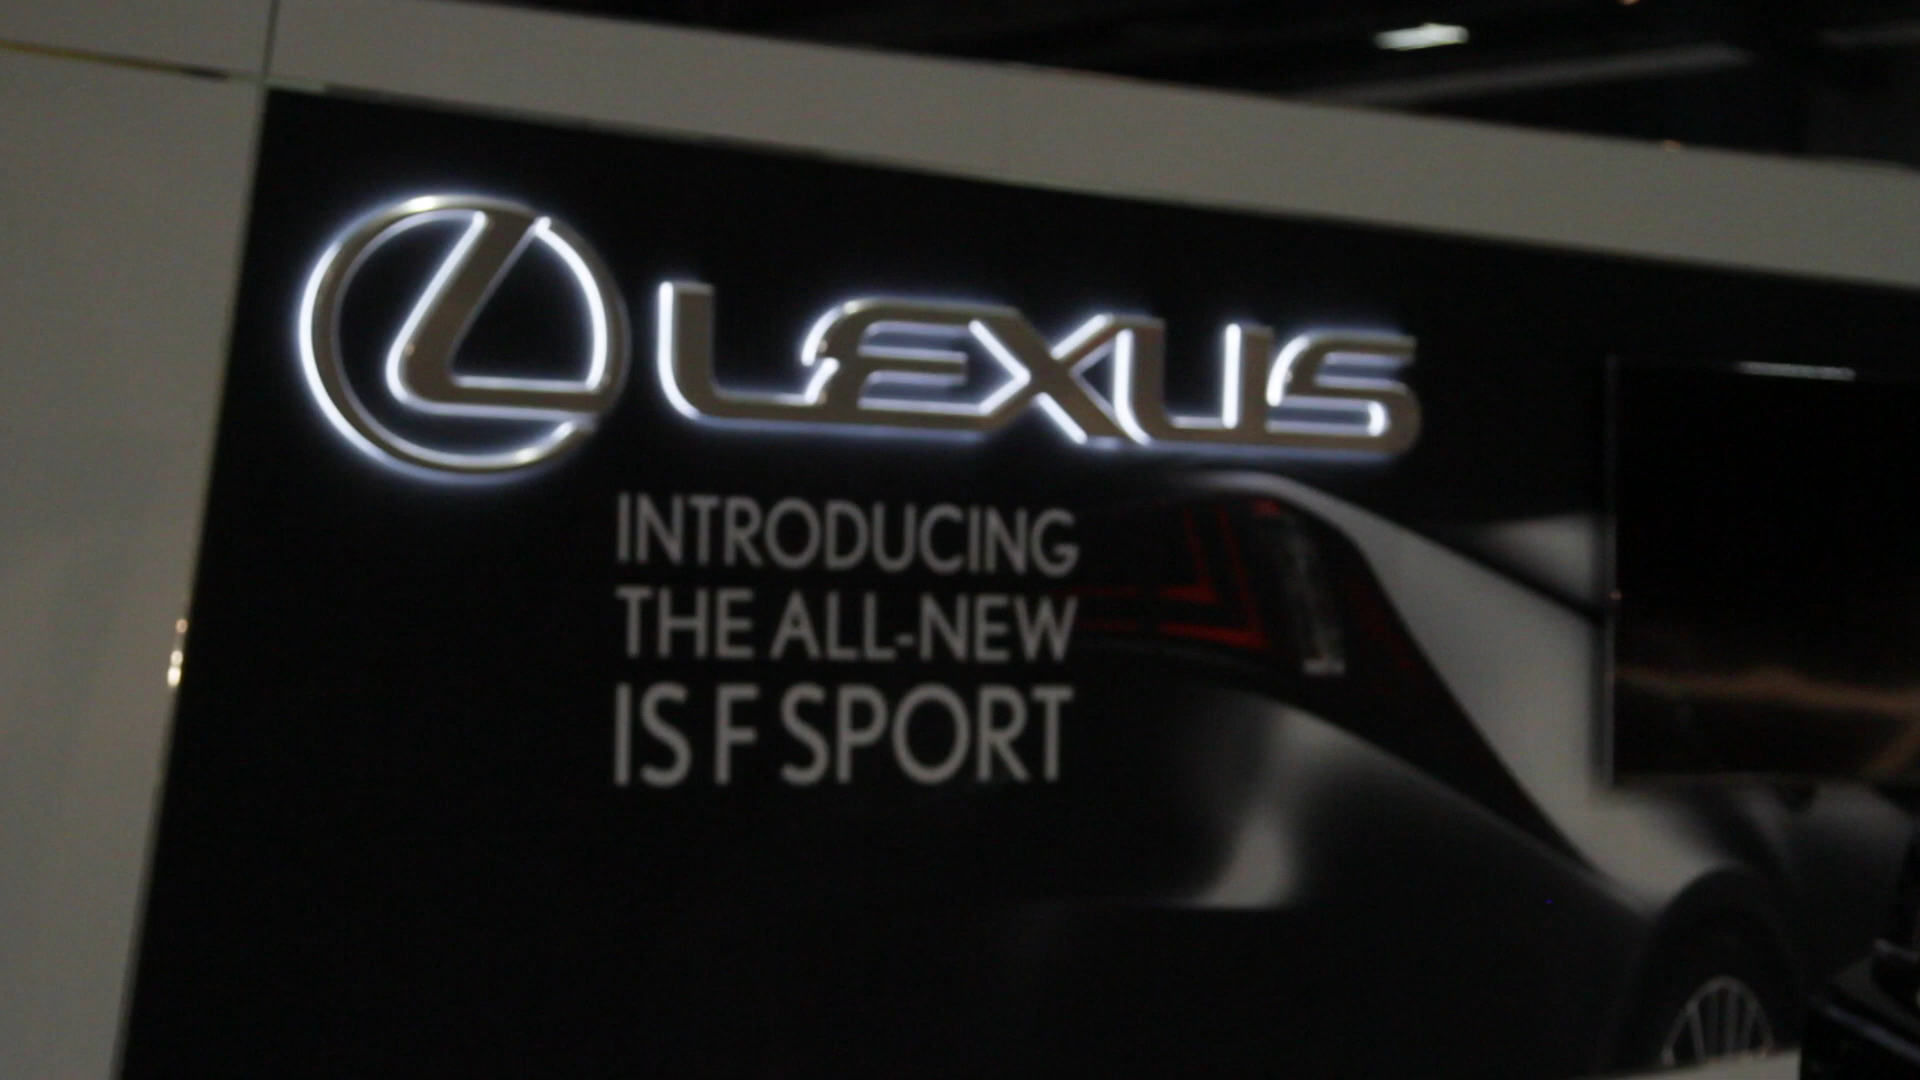 LEXUS
INTRODUCING
THE ALL-NEW
IS F SPORT